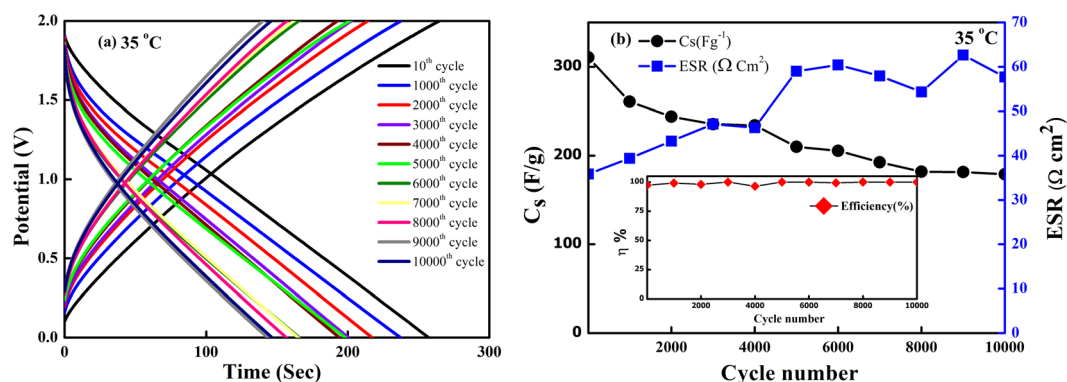 (a) 35 °C
2.0
1.5
1.0
0.5
0.0
Potential (V)
0
100
200
300
Time (Sec)
10th cycle
1000th cycle
2000th cycle
3000th cycle
4000th cycle
5000th cycle
6000th cycle
7000th cycle
8000th cycle
9000th cycle
10000th cycle
(b)
35 °C
Cs(Fg-1)
ESR (Ω Cm2)
300
200
100
0
Cs (F/g)
2000
4000
6000
8000
10000
Cycle number
70
60
50
40
30
20
10
0
ESR (Ω cm2)
100
75
50
25
0
η %
Efficiency(%)
2000
4000
6000
8000
10000
Cycle number